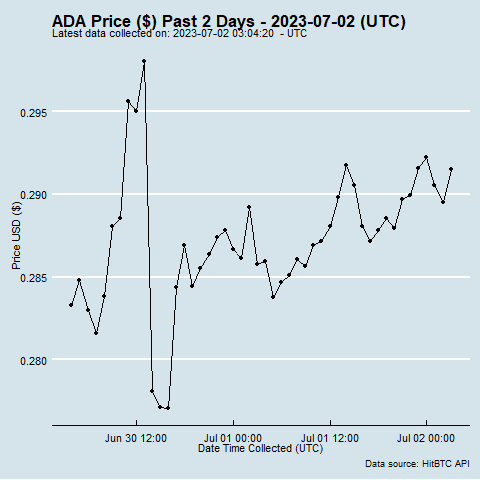 ADA Price ($) Past 2 Days - 2023-07-02 (UTC)
Latest data collected on: 2023-07-02 03:04:20 - UTC
0.295
0.290
0.285
0.280
Price USD ($)
Jun 30 12:00 Jul 01 00:00 Jul 01 12:00 Jul 02 00:00
Date Time Collected (UTC)
Data source: HitBTC API